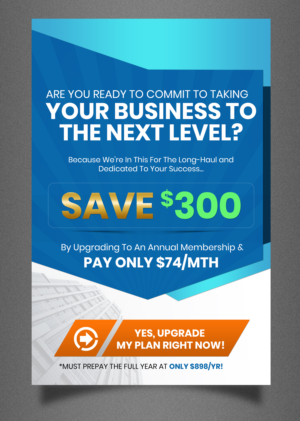 ARE YOU READY TO COMMIT TO TAKING
YOUR BUSINESS TO
THE NEXT LEVEL?
Because We're In This For The Long-Haul and
Dedicated To Your Success...
SAVE $300
By Upgrading To An Annual Membership &
PAY ONLY $74/MTH
YES, UPGRADE
MY PLAN RIGHT NOW!
*MUST PREPAY THE FULL YEAR AT ONLY $898/YR!